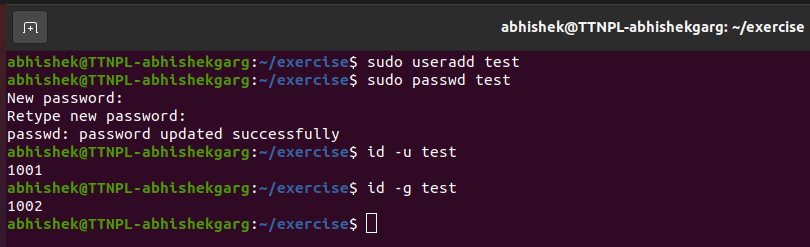 abhishek@TTNPL-abhishekgarg: ~/exercise
abhishek@TTNPL-abhishekgarg:~/exercise$ sudo useradd test
abhishek@TTNPL-abhishekgarg:~/exercise$ sudo passwd test
New password:
Retype new password:
passwd: password updated successfully
abhishek@TTNPL-abhishekgarg:~/exercise$ id -u test
1001
abhishek@TTNPL-abhishekgarg:~/exercise$ id -g test
1002
abhishek@TTNPL-abhishekgarg:~/exercise$